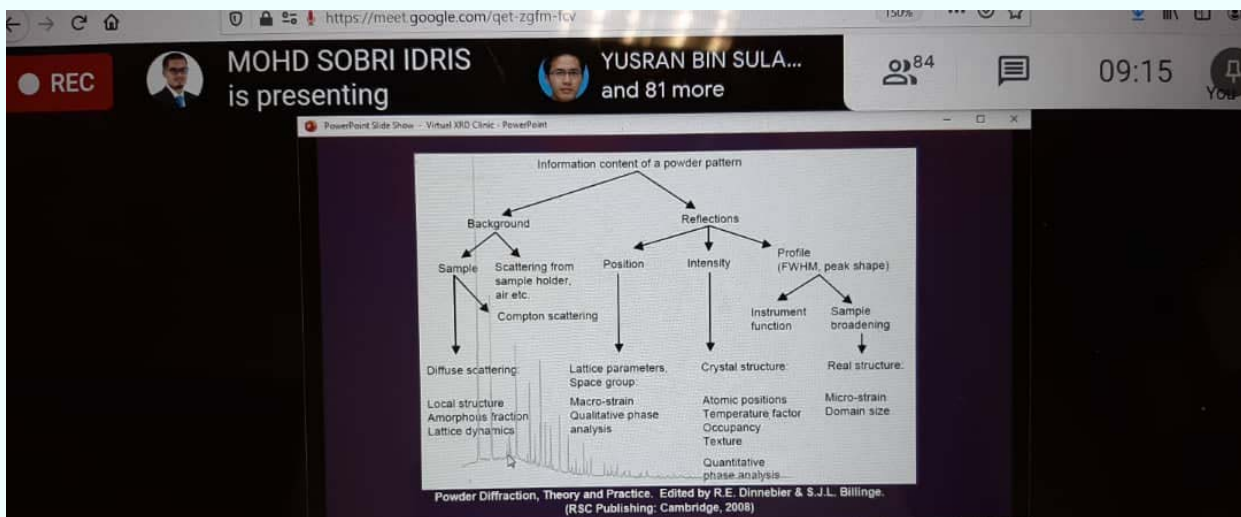 https://meet.google.com/qet-zgfm-fcv
150%
REC
MOHD SOBRI IDRIS
is presenting
YUSRAN BIN SULA...
and 81 more
84
09:15
You
PowerPoint Slide Show - Virtual XRD Clinic - PowerPoint
Information content of a powder pattern
Background
Reflections
Sample
Scattering from
sample holder,
air etc.
Compton scattering
Position
Intensity
Profile
(FWHM, peak shape)
Instrument
function
Sample
broadening
Diffuse scattering:
Local structure
Amorphous fraction
Lattice dynamics
Lattice parameters,
Space group:
Macro-strain
Qualitative phase
analysis
Crystal structure:
Atomic positions
Temperature factor
Occupancy
Texture
Quantitative
phase analysis
Real structure:
Micro-strain
Domain size
Powder Diffraction, Theory and Practice. Edited by R.E. Dinnebier & S.J.L. Billinge.
(RSC Publishing: Cambridge, 2008)